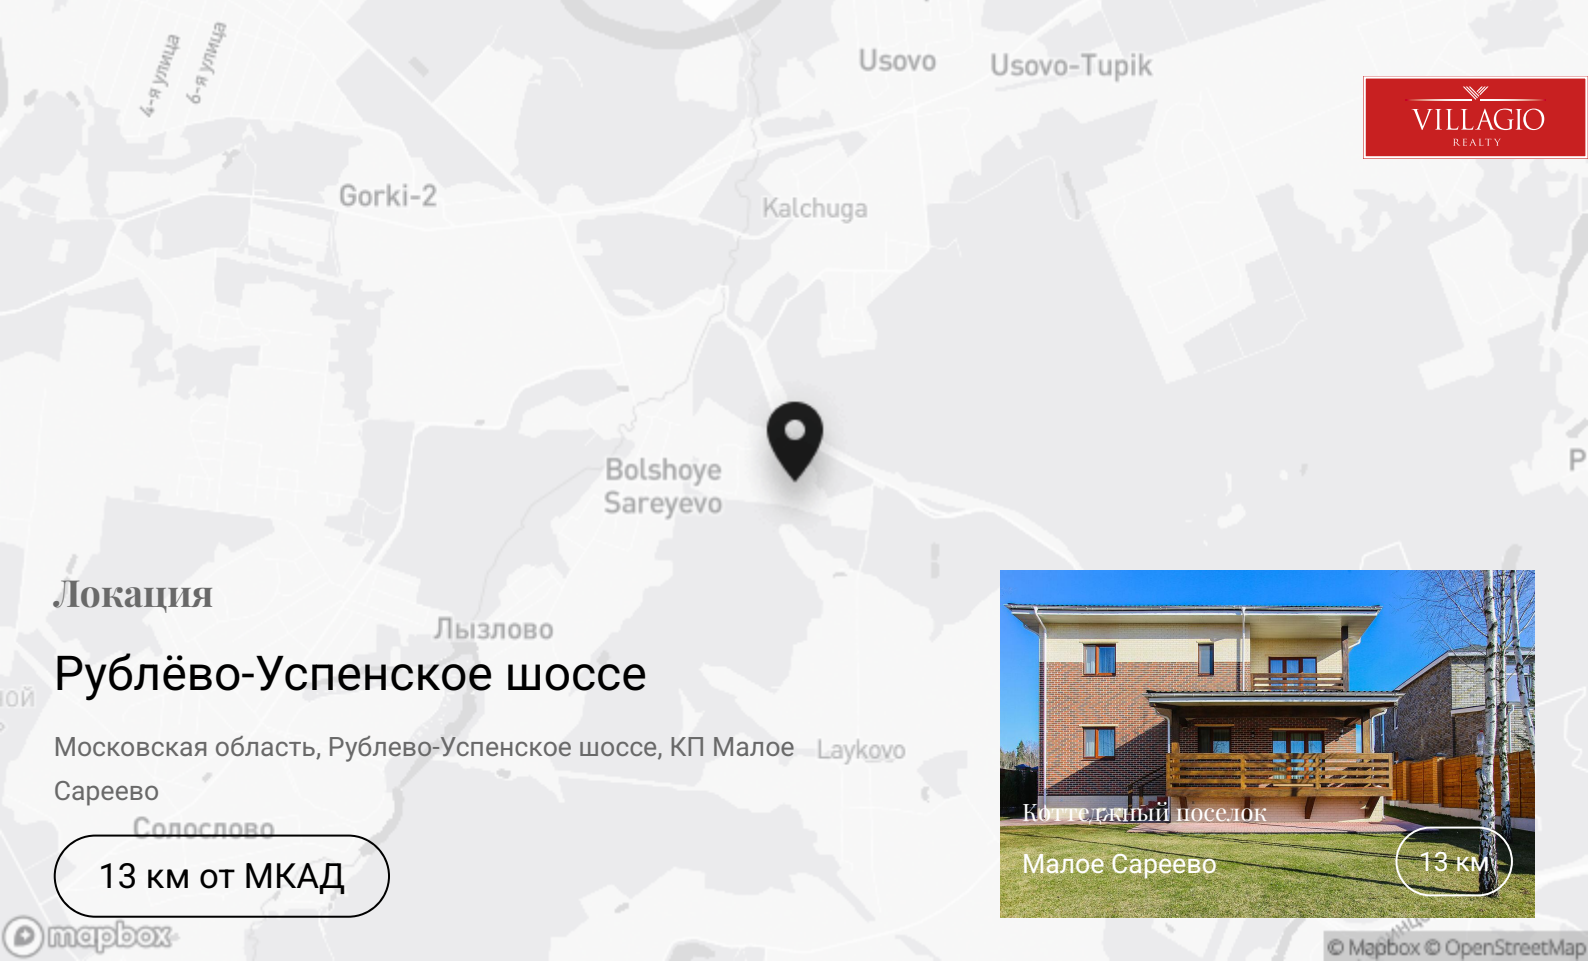 4-я улица
6-я улица
Usovo
Usovo-Tupik
VILLAGIO
REALTY
Gorki-2
Kalchuga
Bolshoye
Sareyevo
Локация
Лызлово
Рублёво-Успенское шоссе
Московская область, Рублево-Успенское шоссе, КП Малое
Сареево
Laykovo
Солослово
13 км от МКАД
Коттеджный поселок
Малое Сареево
13 км
mapbox
© Mapbox © OpenStreetMap